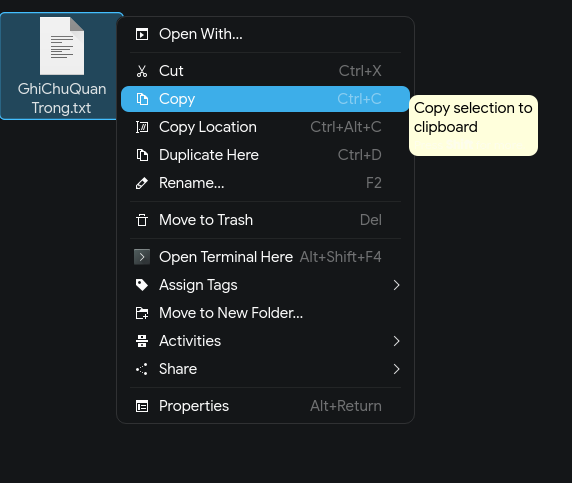 GhiChuQuan
Trong.txt
Open With...
Cut Ctrl+X
Copy Ctrl+C
Copy Location Ctrl+Alt+C
Duplicate Here Ctrl+D
Rename... F2
Move to Trash Del
Open Terminal Here Alt+Shift+F4
Assign Tags
Move to New Folder...
Activities
Share
Properties Alt+Return
Copy selection to
clipboard